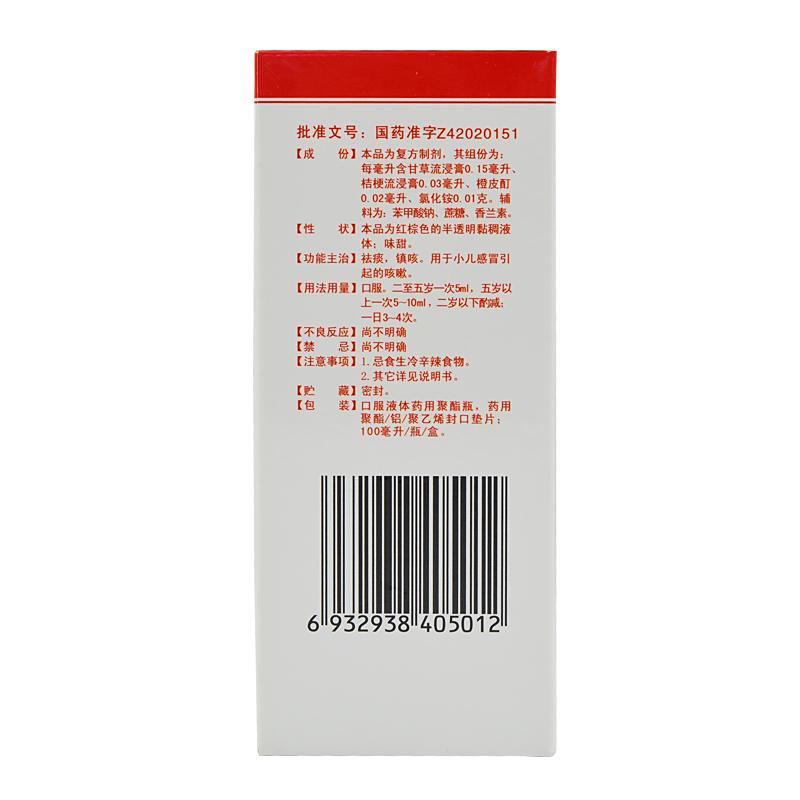 批准文号：国药准字Z42020151
【成　份】本品为复方制剂，其组份为：
每毫升含甘草流浸膏0.15毫升、
桔梗流浸膏0.03毫升、橙皮酊
0.02毫升、氯化铵0.01克。辅
料为：苯甲酸钠、蔗糖、香兰素。
【性　状】本品为红棕色的半透明黏稠液
体；味甜。
【功能主治】祛痰，镇咳。用于小儿感冒引
起的咳嗽。
【用法用量】口服。二至五岁一次5ml，五岁以
上一次5~10ml，二岁以下酌减；
一日3~4次。
【不良反应】尚不明确
【禁　忌】尚不明确
【注意事项】1.忌食生冷辛辣食物。
2.其它详见说明书。
【贮　藏】密封。
【包　装】口服液体药用聚酯瓶，药用
聚酯/铝/聚乙烯封口垫片；
100毫升/瓶/盒。
6 932938 405012